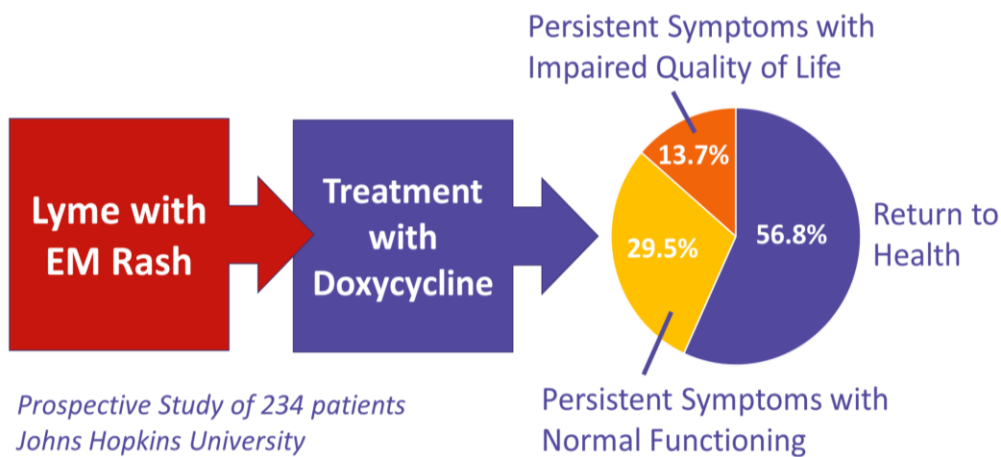 Persistent Symptoms with
Impaired Quality of Life
Lyme with
EM Rash
Treatment
with
Doxycycline
13.7%
29.5%
56.8%
Return to
Health
Prospective Study of 234 patients
Johns Hopkins University
Persistent Symptoms with
Normal Functioning